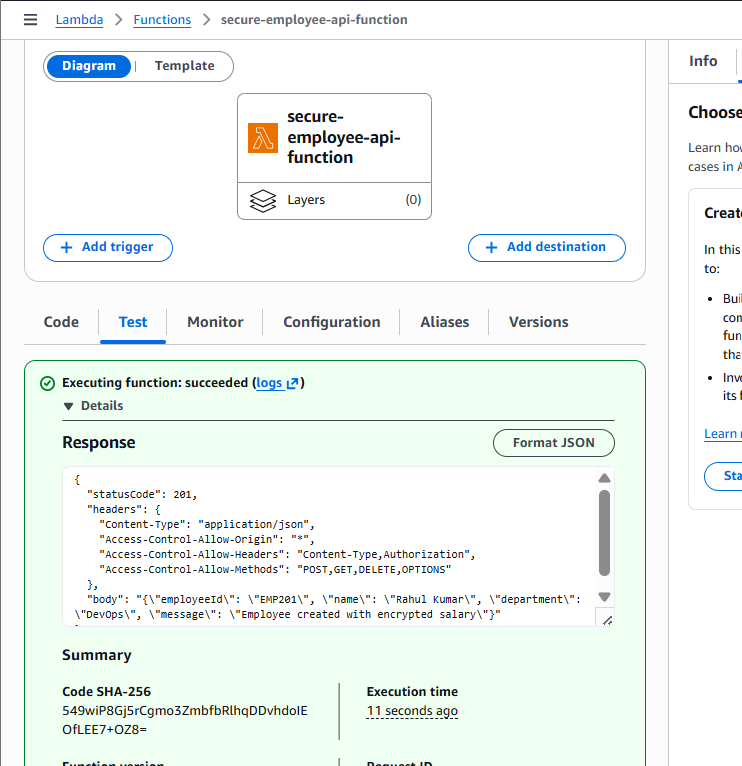 Lambda > Functions > secure-employee-api-function
Info
Diagram | Template
secure-
employee-api-
function
Layers (0)
+ Add trigger
+ Add destination
Code
Test
Monitor
Configuration
Aliases
Versions
Executing function: succeeded (logs)
▼ Details
Response
Format JSON
{
  "statusCode": 201,
  "headers": {
    "Content-Type": "application/json",
    "Access-Control-Allow-Origin": "*",
    "Access-Control-Allow-Headers": "Content-Type,Authorization",
    "Access-Control-Allow-Methods": "POST,GET,DELETE,OPTIONS"
  },
  "body": "{\"employeeId\": \"EMP201\", \"name\": \"Rahul Kumar\", \"department\":
\"DevOps\", \"message\": \"Employee created with encrypted salary\"}"
Summary
Code SHA-256
549wiP8Gj5rCgmo3ZmbfbRlhqDDvhdoIE
OfLEE7+OZ8=
Execution time
11 seconds ago
Function version
Request ID
Choose
Learn how
cases in A
Create
In this
to:
• Buil
com
fun
tha
• Invo
its f
Learn
Sta